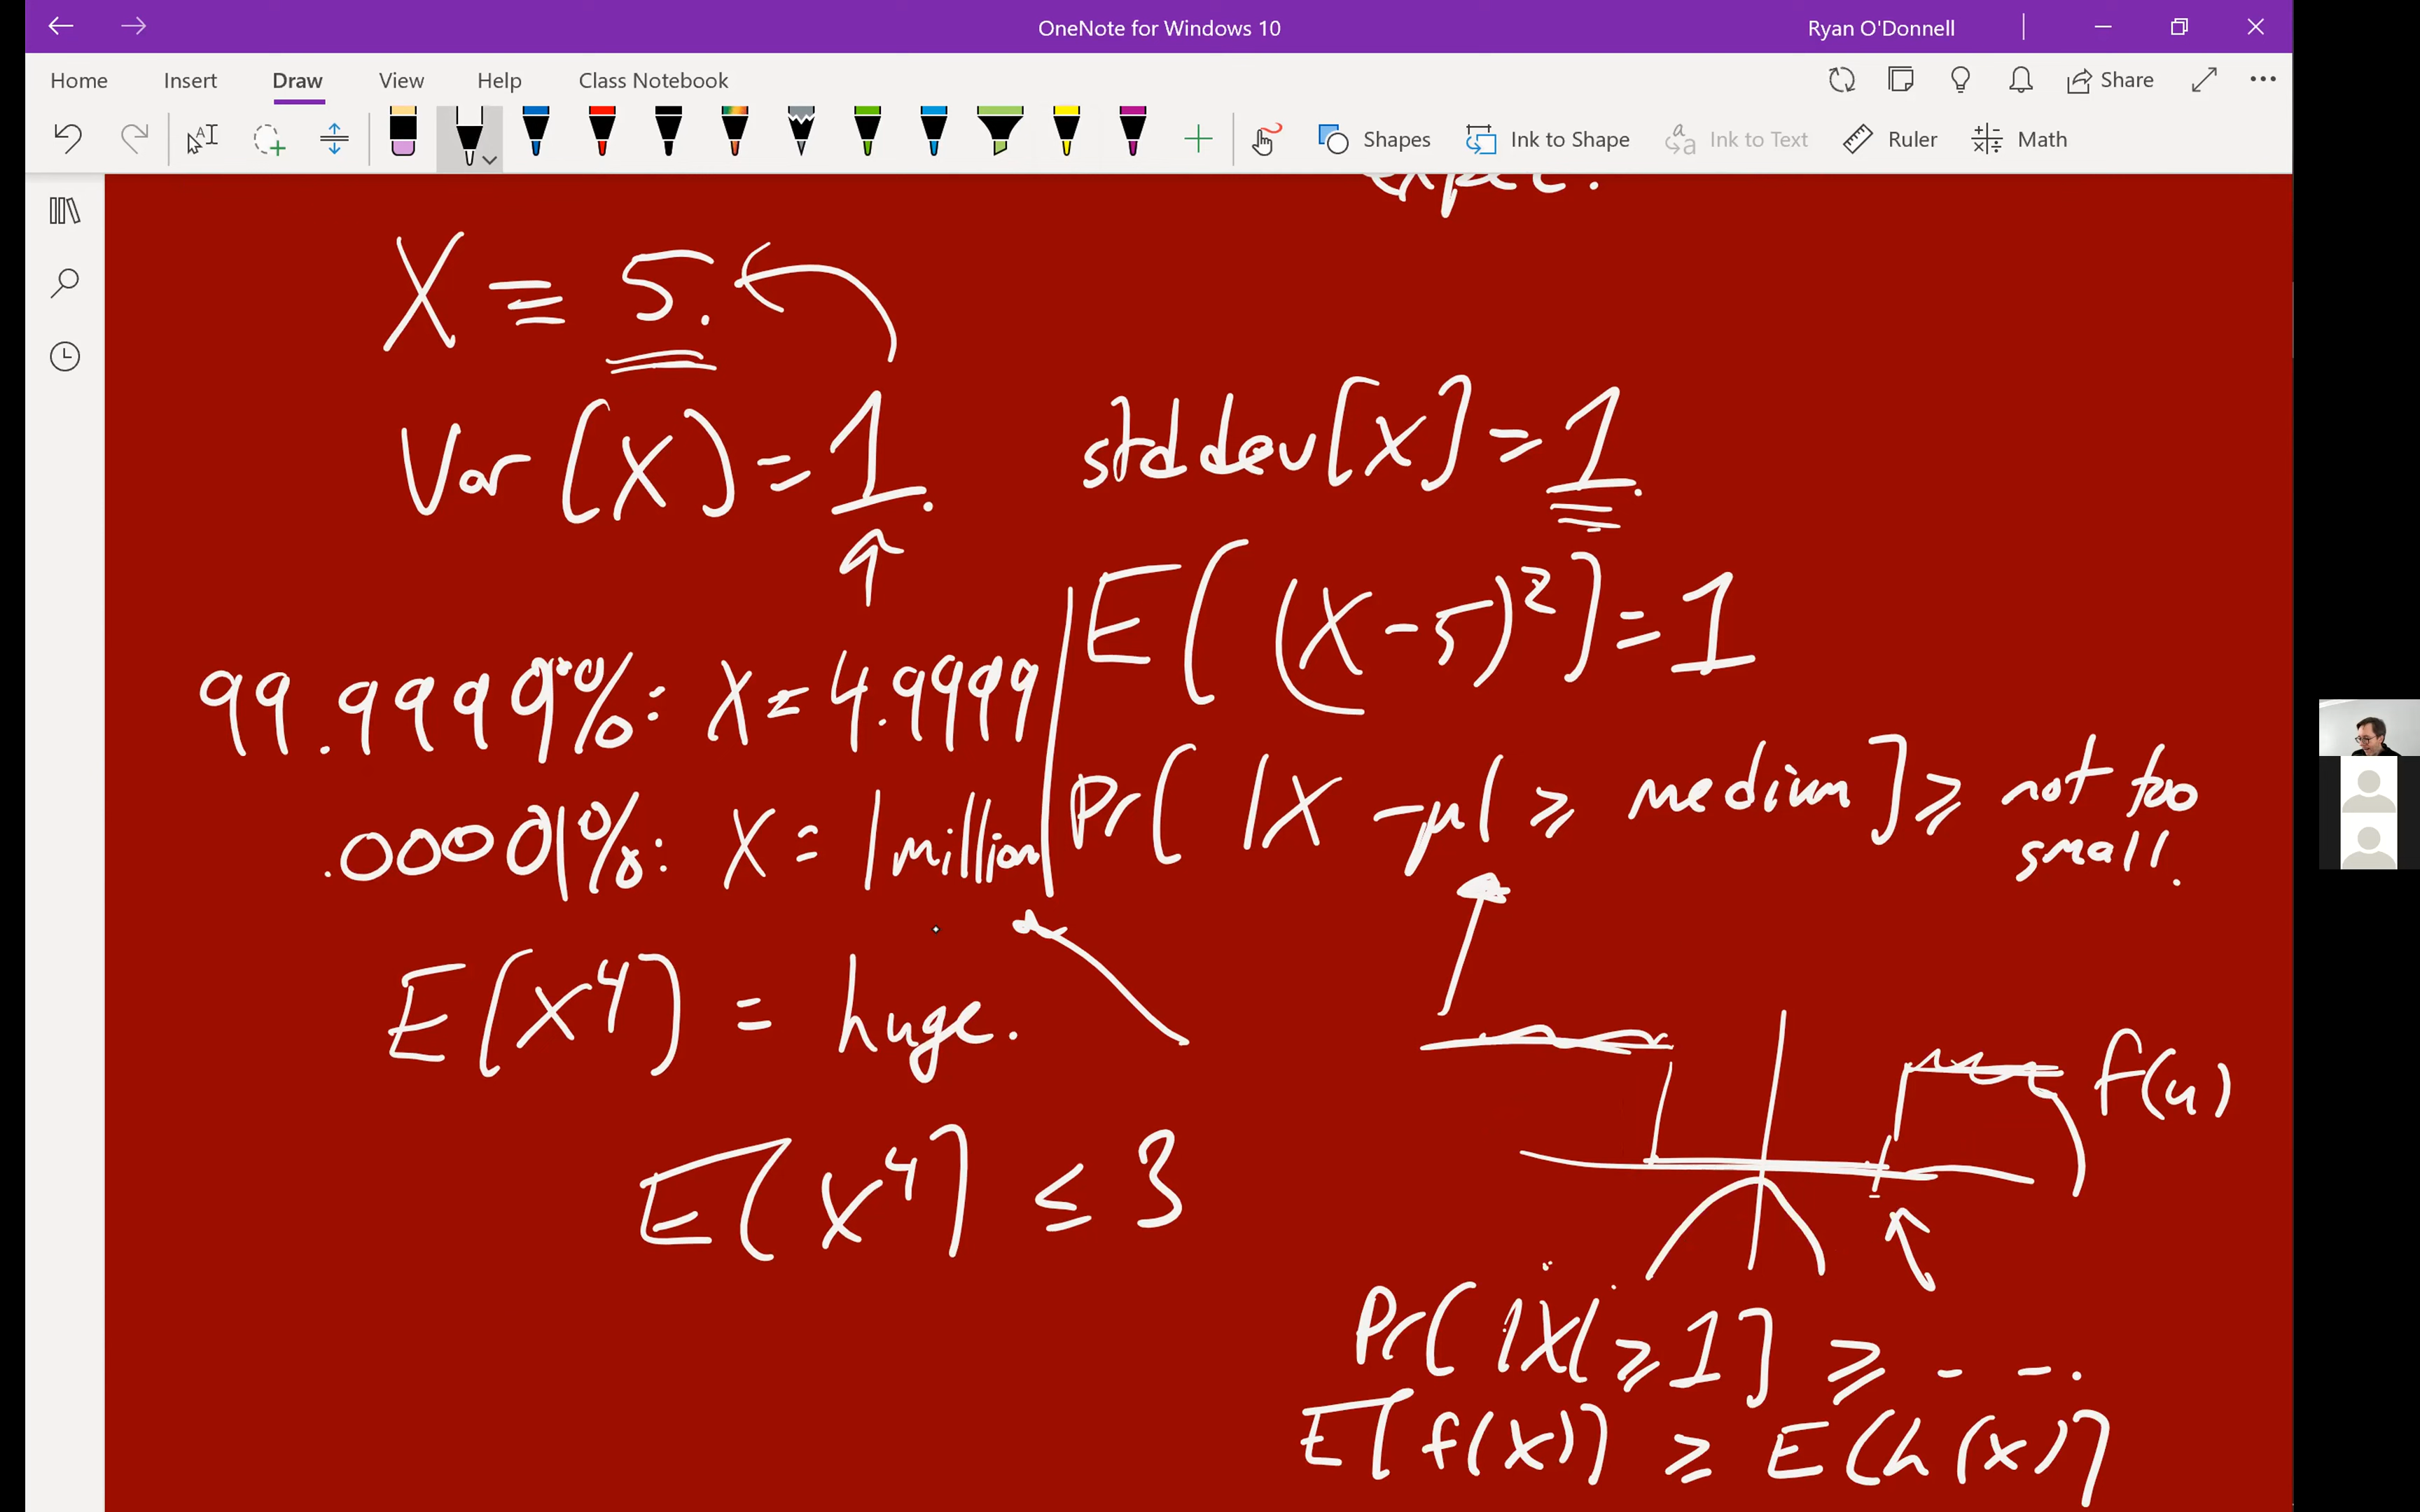 OneNote for Windows 10
Ryan O'Donnell
Home Insert Draw View Help Class Notebook
Share
Shapes Ink to Shape Ink to Text Ruler Math
expec.
X ≡ 5.
Var(X) = 1.
stddev[X] = 1.
E[(X-5)²] = 1
99.9999%: X = 4.9999
.00001%: X = 1 million
Pr[|X-μ| ≥ medium] ≥ not too small.
E[X⁴] = huge.
f(u)
E[X⁴] ≤ 3
Pr[|X| ≥ 1] ≥ - -.
E[f(X)] ≥ E[h(X)]